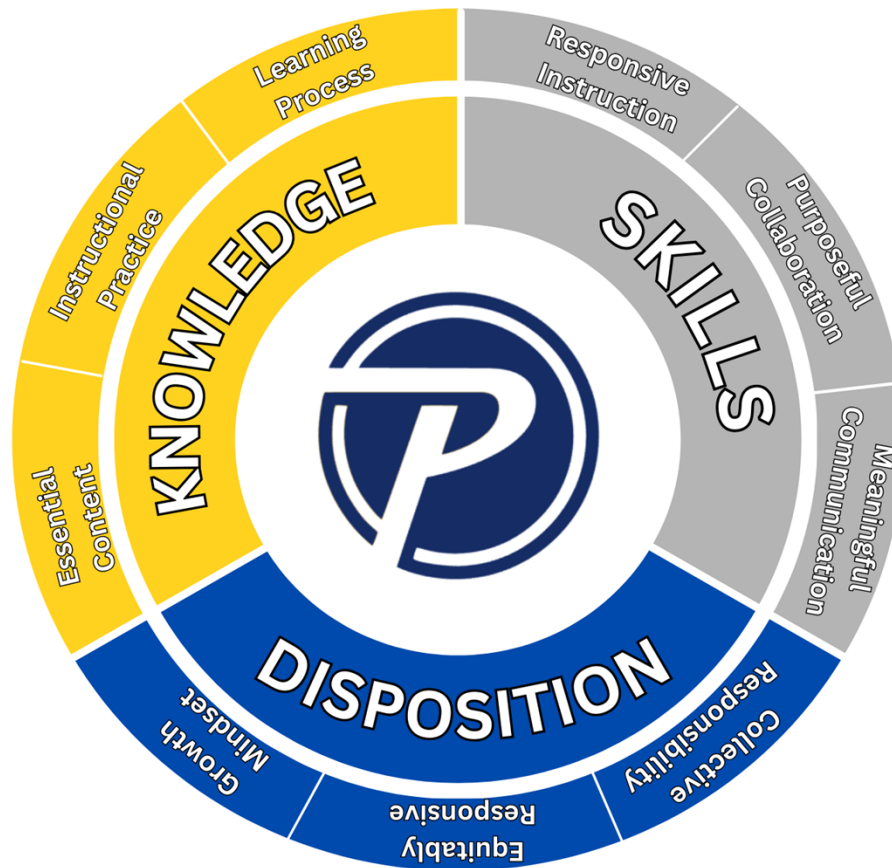 KNOWLEDGE
Essential
Content
Instructional
Practice
Learning
Process
SKILLS
Responsive
Instruction
Purposeful
Collaboration
Meaningful
Communication
DISPOSITION
Collective
Responsibility
Equitably
Responsive
Growth
Mindset
P